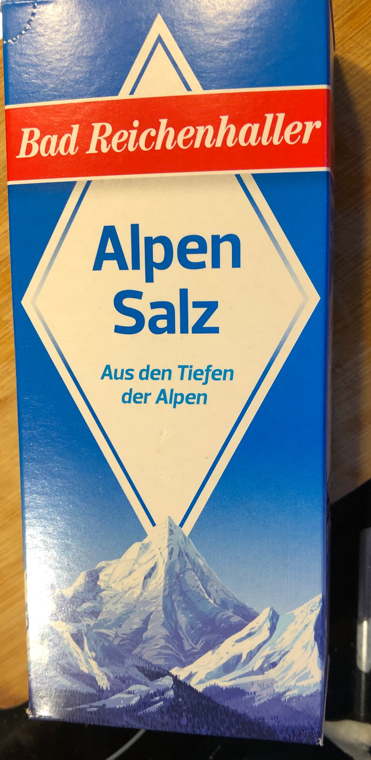 Bad Reichenhaller
Alpen
Salz
Aus den Tiefen
der Alpen